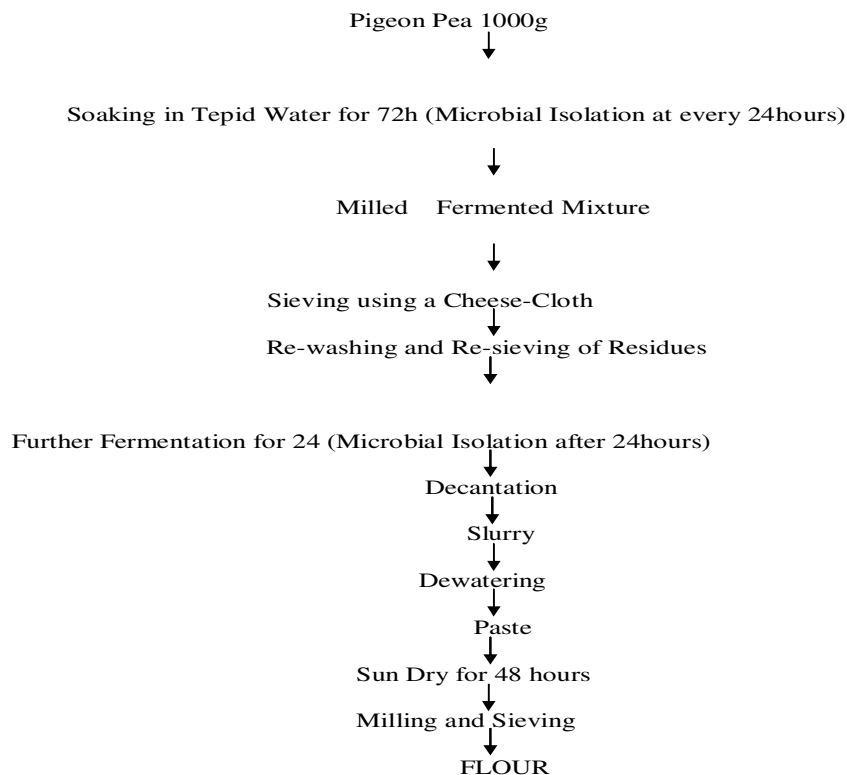 Pigeon Pea 1000g
Soaking in Tepid Water for 72h (Microbial Isolation at every 24hours)
Milled Fermented Mixture
Sieving using a Cheese-Cloth
Re-washing and Re-sieving of Residues
Further Fermentation for 24 (Microbial Isolation after 24hours)
Decantation
Slurry
Dewatering
Paste
Sun Dry for 48 hours
Milling and Sieving
FLOUR